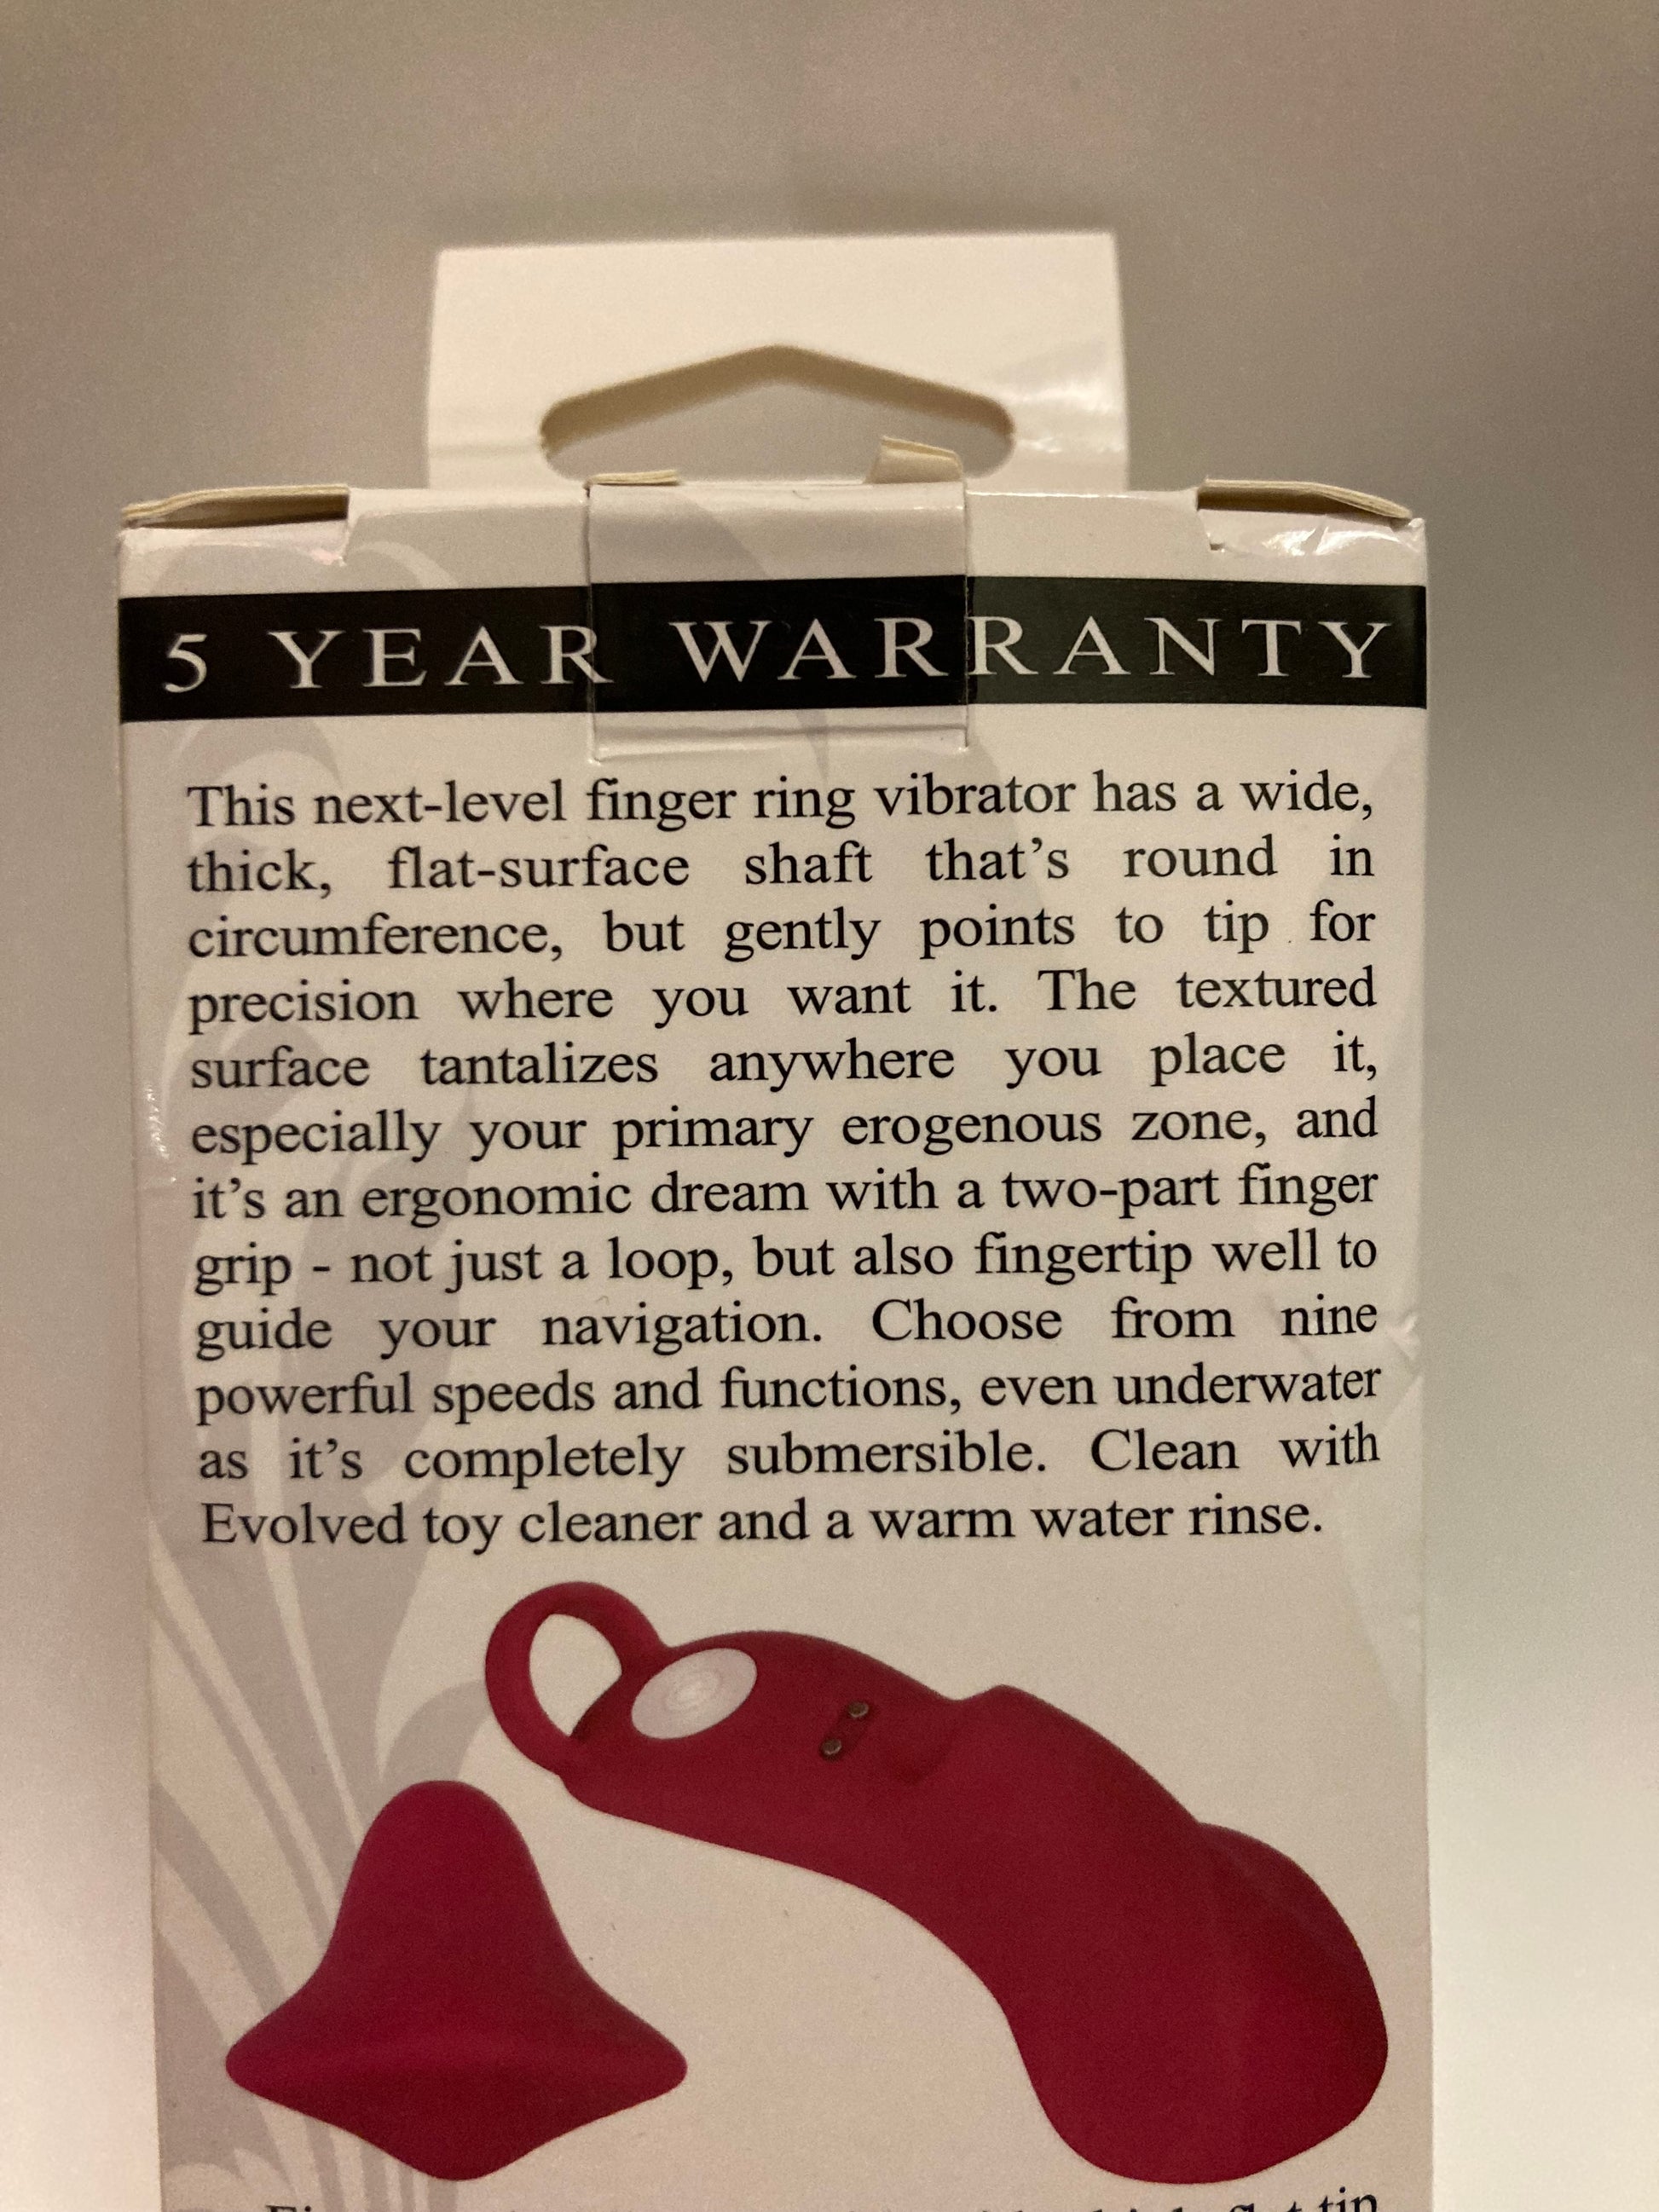 5 YEAR WARRANTY
This next-level finger ring vibrator has a wide,
thick, flat-surface shaft that's round in
circumference, but gently points to tip for
precision where you want it. The textured
surface tantalizes anywhere you place it,
especially your primary erogenous zone, and
it's an ergonomic dream with a two-part finger
grip - not just a loop, but also fingertip well to
guide your navigation. Choose from nine
powerful speeds and functions, even underwater
as it's completely submersible. Clean with
Evolved toy cleaner and a warm water rinse.
flat tip